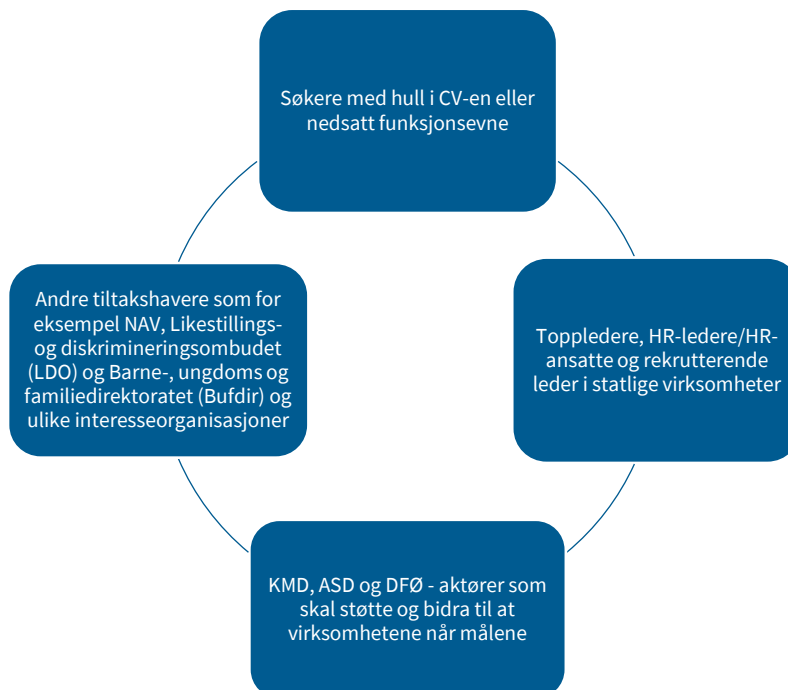 Søkere med hull i CV-en eller
nedsatt funksjonsevne
Andre tiltakshavere som for
eksempel NAV, Likestillings-
og diskrimineringsombudet
(LDO) og Barne-, ungdoms og
familiedirektoratet (Bufdir) og
ulike interesseorganisasjoner
Toppledere, HR-ledere/HR-
ansatte og rekrutterende
leder i statlige virksomheter
KMD, ASD og DFØ - aktører som
skal støtte og bidra til at
virksomhetene når målene